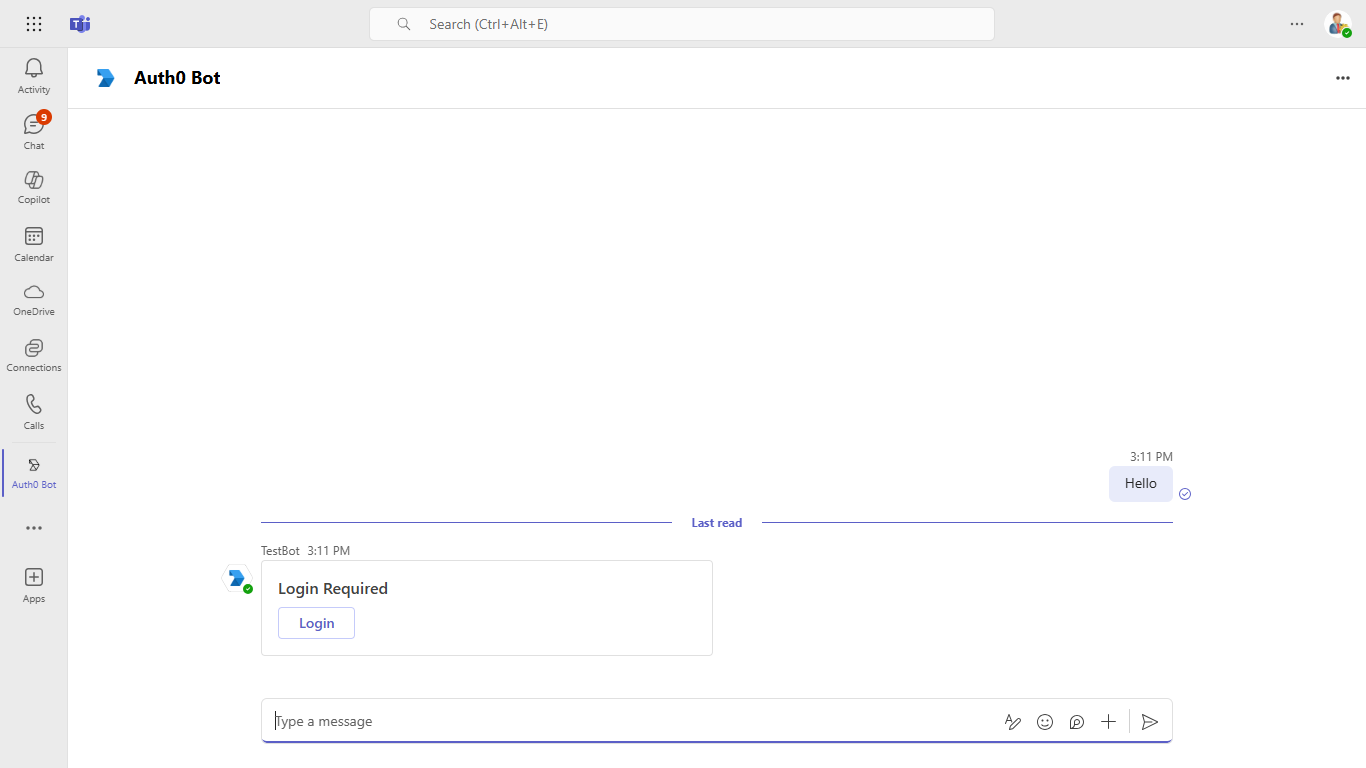 Search (Ctrl+Alt+E)
Activity
9
Chat
Copilot
Calendar
OneDrive
Connections
Calls
Auth0 Bot
Apps
Auth0 Bot
3:11 PM
Hello
Last read
TestBot 3:11 PM
Login Required
Login
Type a message